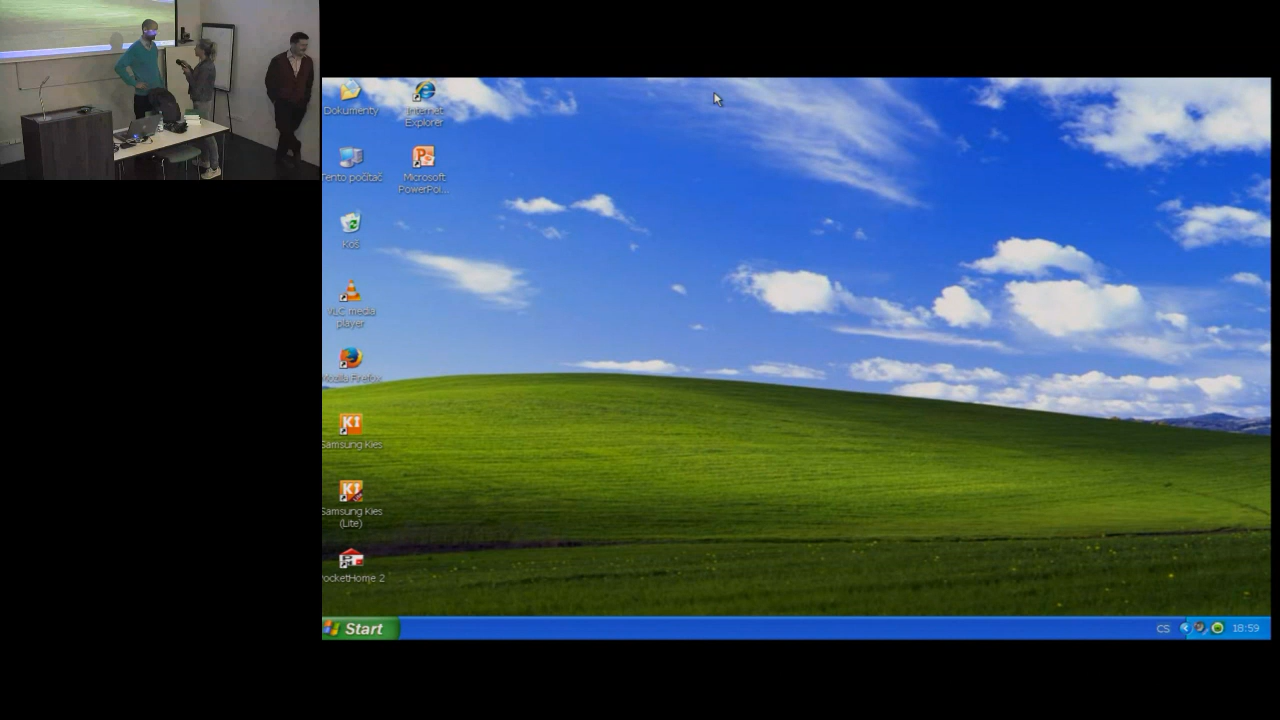 Dokumenty
Internet
Explorer
Tento počítač
Microsoft
PowerPoi...
Koš
VLC media
player
Mozilla Firefox
Samsung Kies
Samsung Kies
(Lite)
PocketHome 2
Start
CS
18:59